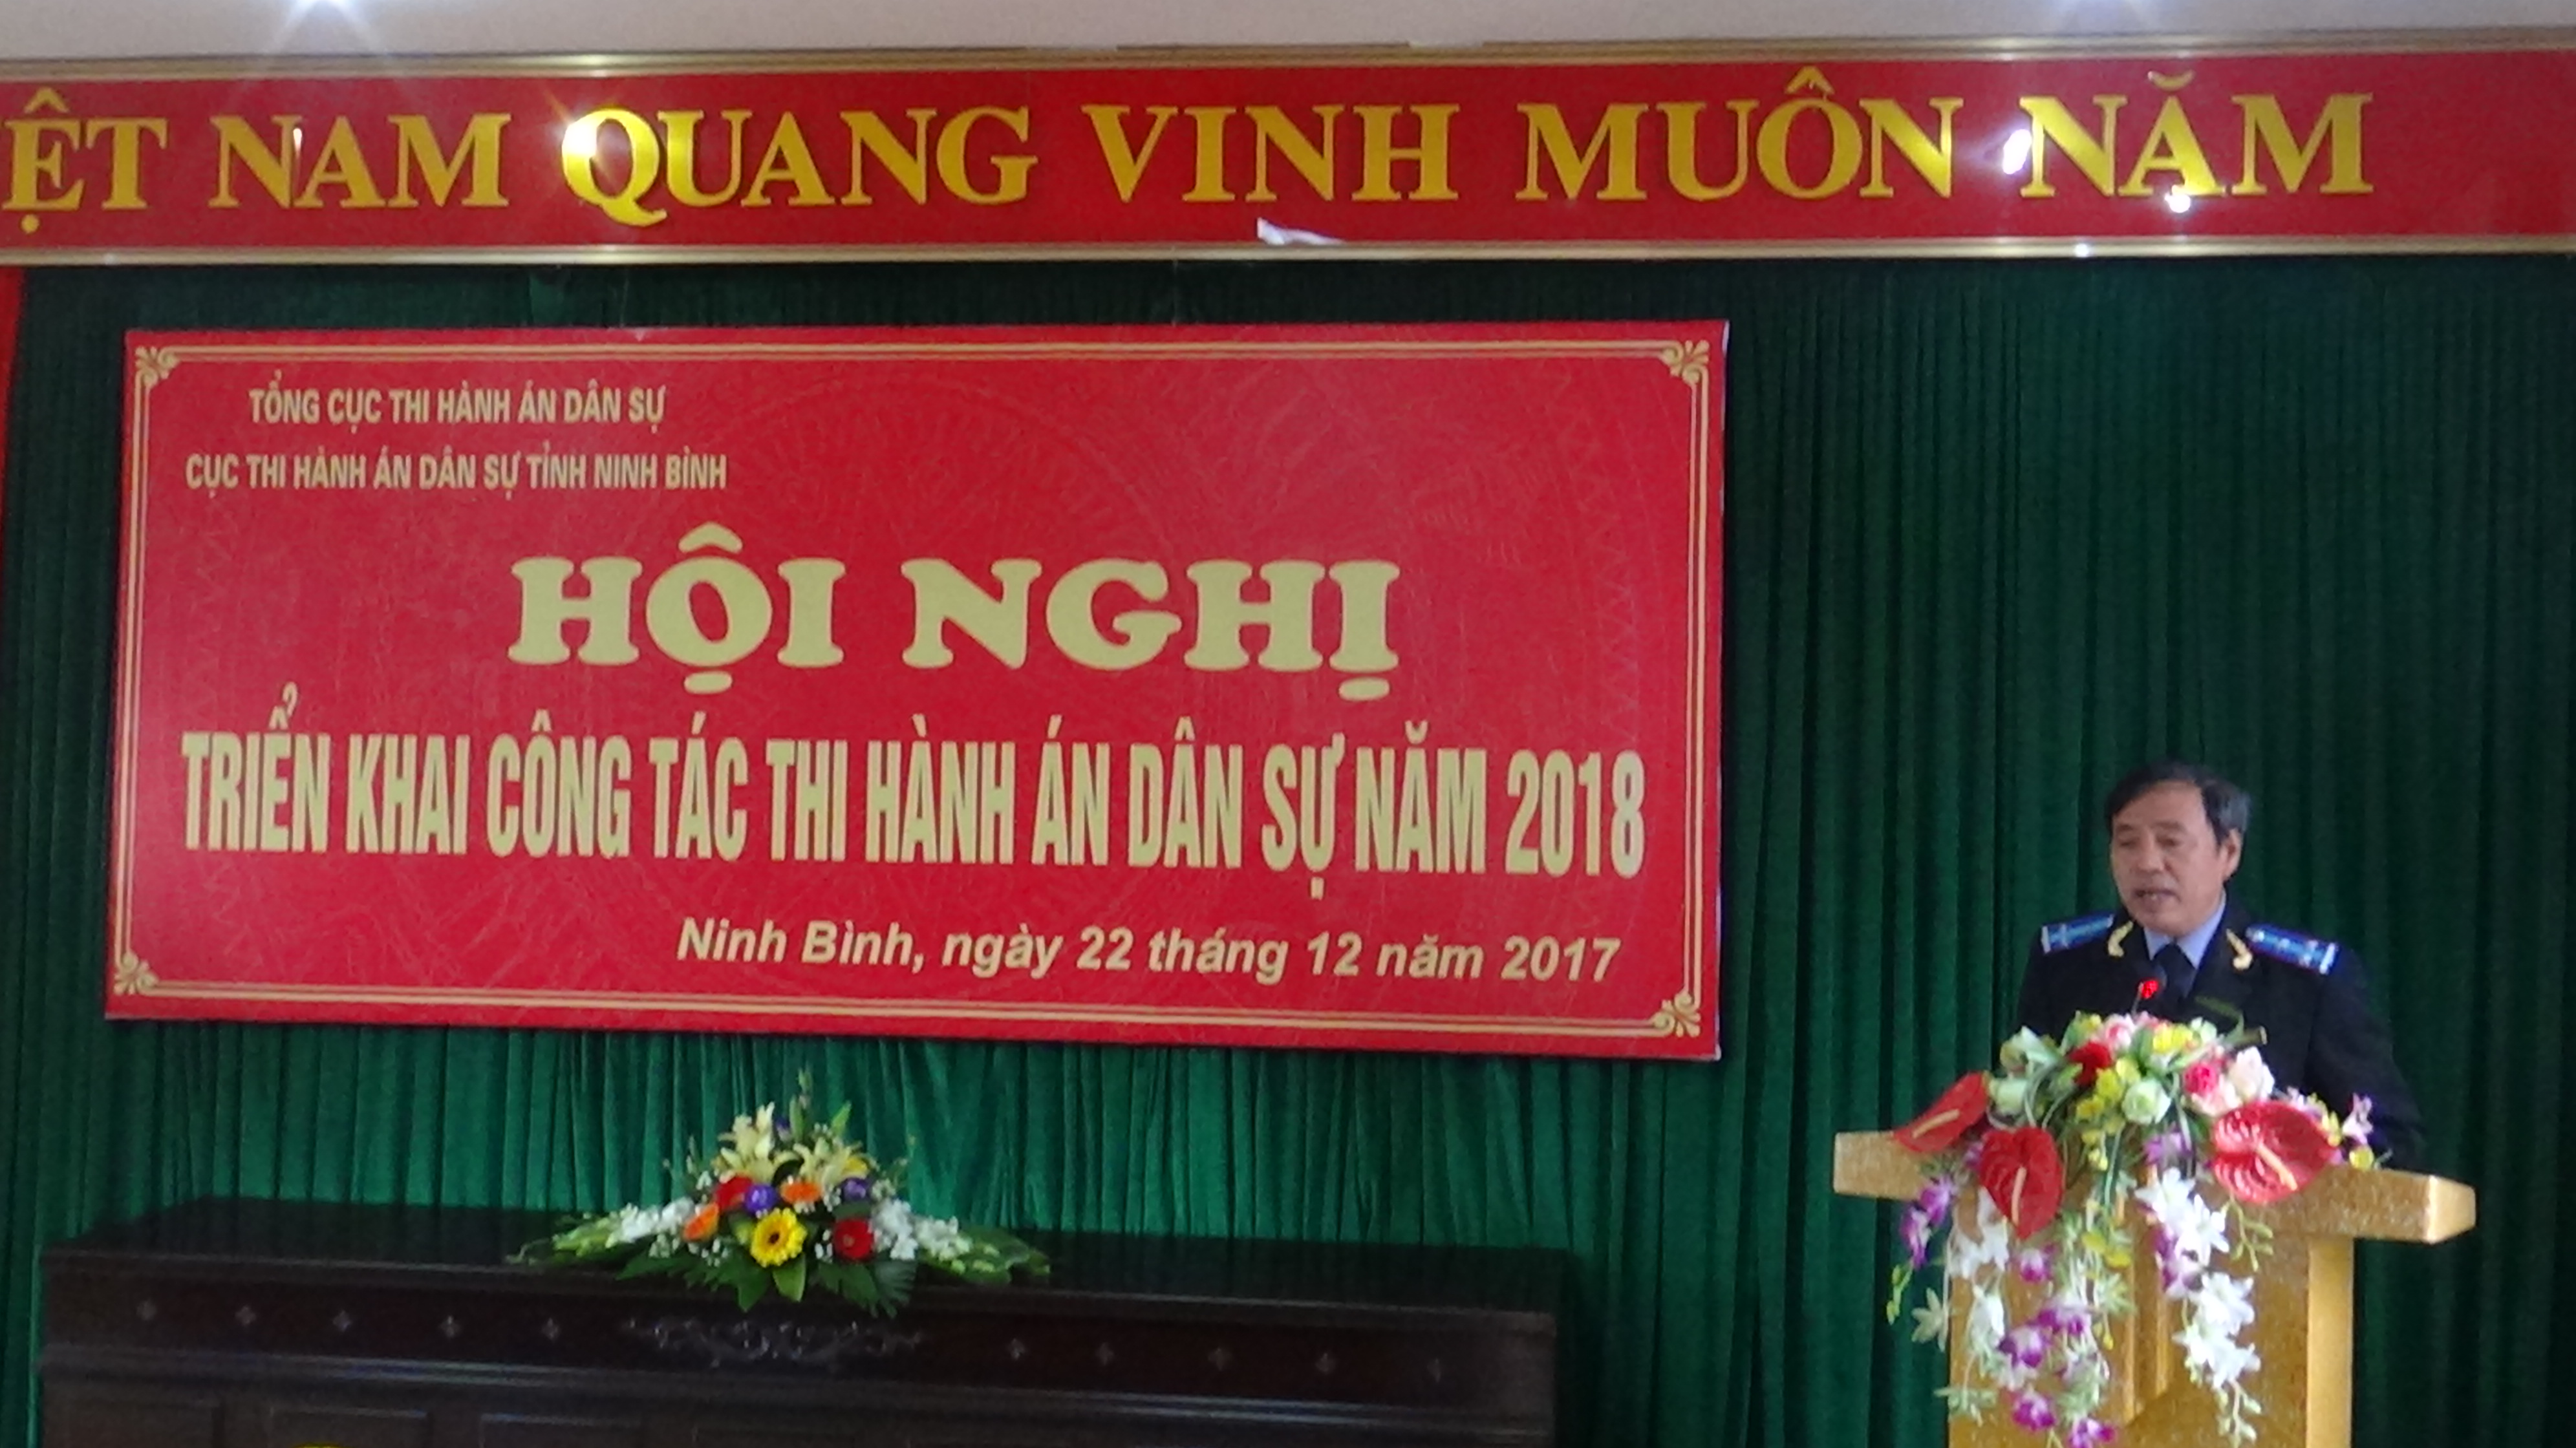 ỆT NAM QUANG VINH MUÔN NĂM
TỔNG CỤC THI HÀNH ÁN DÂN SỰ
CỤC THI HÀNH ÁN DÂN SỰ TỈNH NINH BÌNH
HỘI NGHỊ
TRIỂN KHAI CÔNG TÁC THI HÀNH ÁN DÂN SỰ NĂM 2018
Ninh Bình, ngày 22 tháng 12 năm 2017